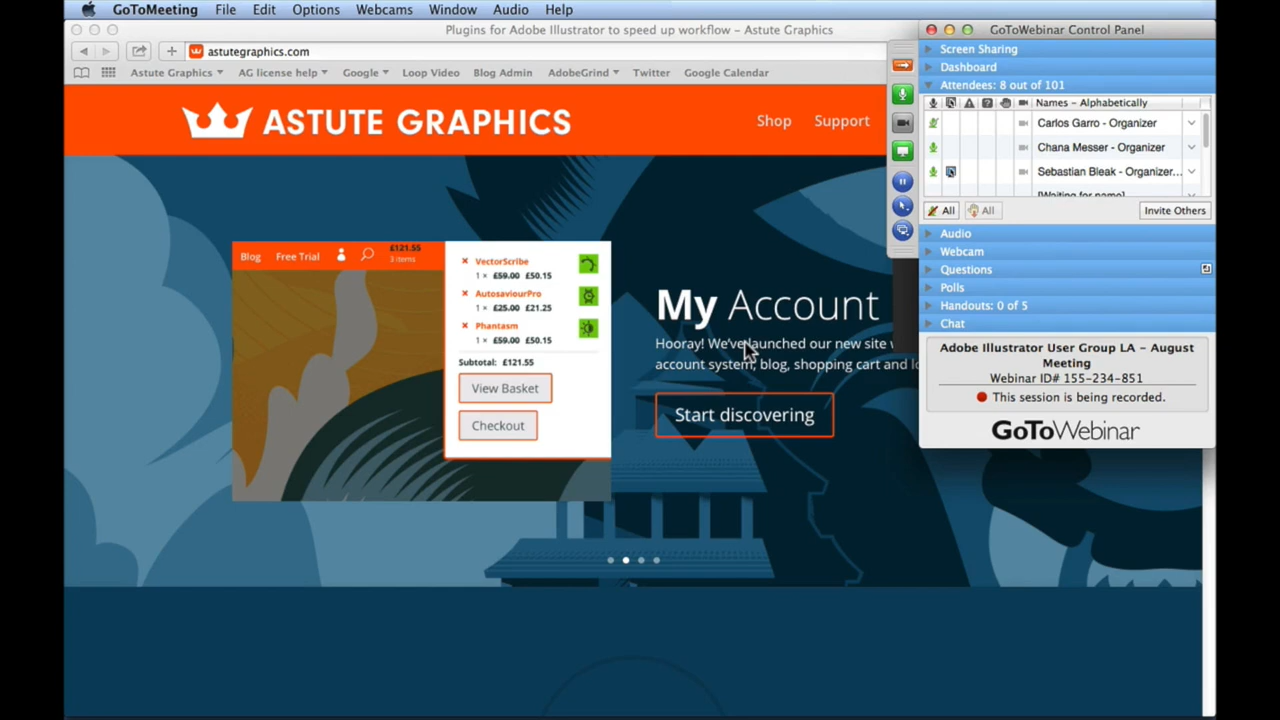 GoToMeeting File Edit Options Webcams Window Audio Help
Plugins for Adobe Illustrator to speed up workflow – Astute Graphics
astutegraphics.com
Astute Graphics AG license help Google Loop Video Blog Admin AdobeGrind Twitter Google Calendar
ASTUTE GRAPHICS
Shop Support
Blog Free Trial £121.55
3 items
× VectorScribe
1 × £59.00 £50.15
× AutosaviourPro
1 × £25.00 £21.25
× Phantasm
1 × £59.00 £50.15
Subtotal: £121.55
View Basket
Checkout
My Account
Hooray! We've launched our new site
account system, blog, shopping cart and
Start discovering
GoToWebinar Control Panel
Screen Sharing
Dashboard
Attendees: 8 out of 101
Names – Alphabetically
Carlos Garro - Organizer
Chana Messer - Organizer
Sebastian Bleak - Organizer...
[Waiting for name]
All All Invite Others
Audio
Webcam
Questions
Polls
Handouts: 0 of 5
Chat
Adobe Illustrator User Group LA – August
Meeting
Webinar ID# 155-234-851
This session is being recorded.
GoToWebinar